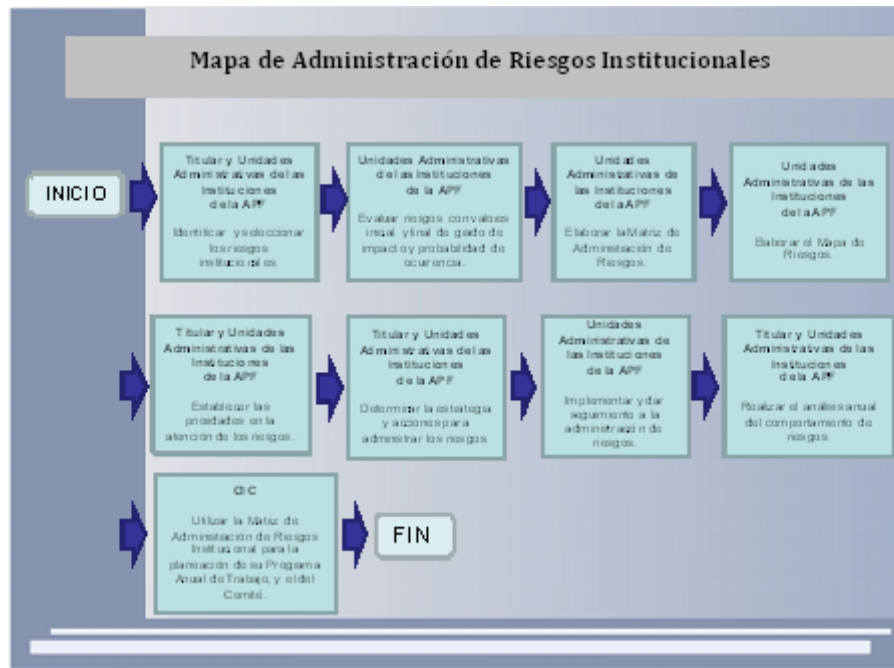 Mapa de Administración de Riesgos Institucionales
INICIO
Titular y Unidades
Administrativas de las
Instituciones
de la APF
Identificar y seleccionar
los riesgos
institucionales.
Unidades Administrativas
de las Instituciones
de la APF
Evaluar riesgos con valores
inicial y final de grado de
impacto y probabilidad de
ocurrencia.
Unidades
Administrativas de
las Instituciones
de la APF
Elaborar la Matriz de
Administración de
Riesgos.
Unidades
Administrativas de las
Instituciones
de la APF
Elaborar el Mapa de
Riesgos.
Titular y Unidades
Administrativas de las
Instituciones
de la APF
Establecer las
prioridades en la
atención de los riesgos.
Titular y Unidades
Administrativas de las
Instituciones
de la APF
Determinar la estrategia
y acciones para
administrar los riesgos.
Unidades
Administrativas de
las Instituciones
de la APF
Implementar y dar
seguimiento a la
administración de
riesgos.
Titular y Unidades
Administrativas de las
Instituciones
de la APF
Realizar el análisis anual
del comportamiento de
riesgos.
Utilizar la Matriz de
Administración de Riesgos
Institucional para la
planeación de su Programa
Anual de Trabajo, y el del
Comité.
FIN